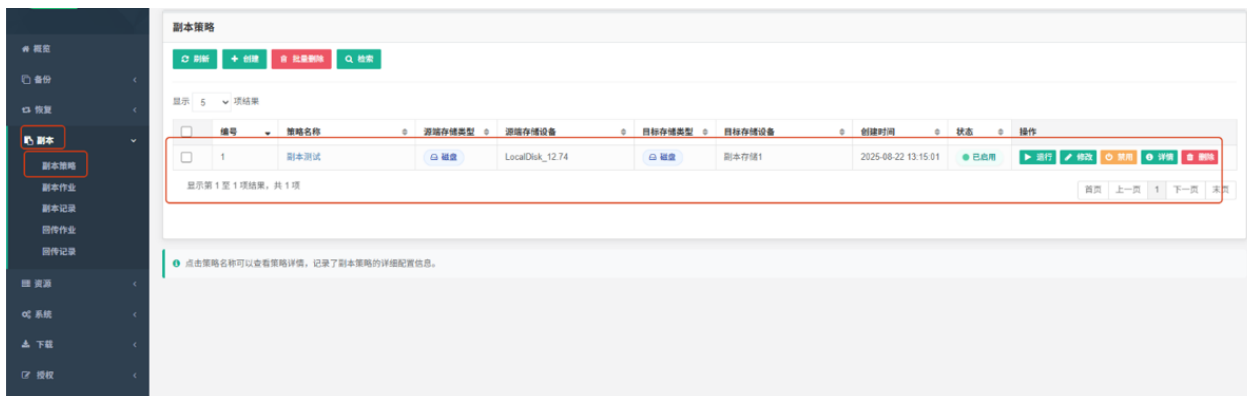 副本策略
刷新 创建 批量删除 检索
显示 5 项结果
编号 策略名称 源端存储类型 源端存储设备 目标存储类型 目标存储设备 创建时间 状态 操作
1 副本测试 磁盘 LocalDisk_12.74 磁盘 副本存储1 2025-08-22 13:15:01 已启用 运行 修改 禁用 详情 删除
显示第 1 至 1 项结果，共 1 项
首页 上一页 1 下一页 末页
点击策略名称可以查看策略详情，记录了副本策略的详细配置信息。
概览
备份
恢复
副本
副本策略
副本作业
副本记录
回传作业
回传记录
资源
系统
下载
授权